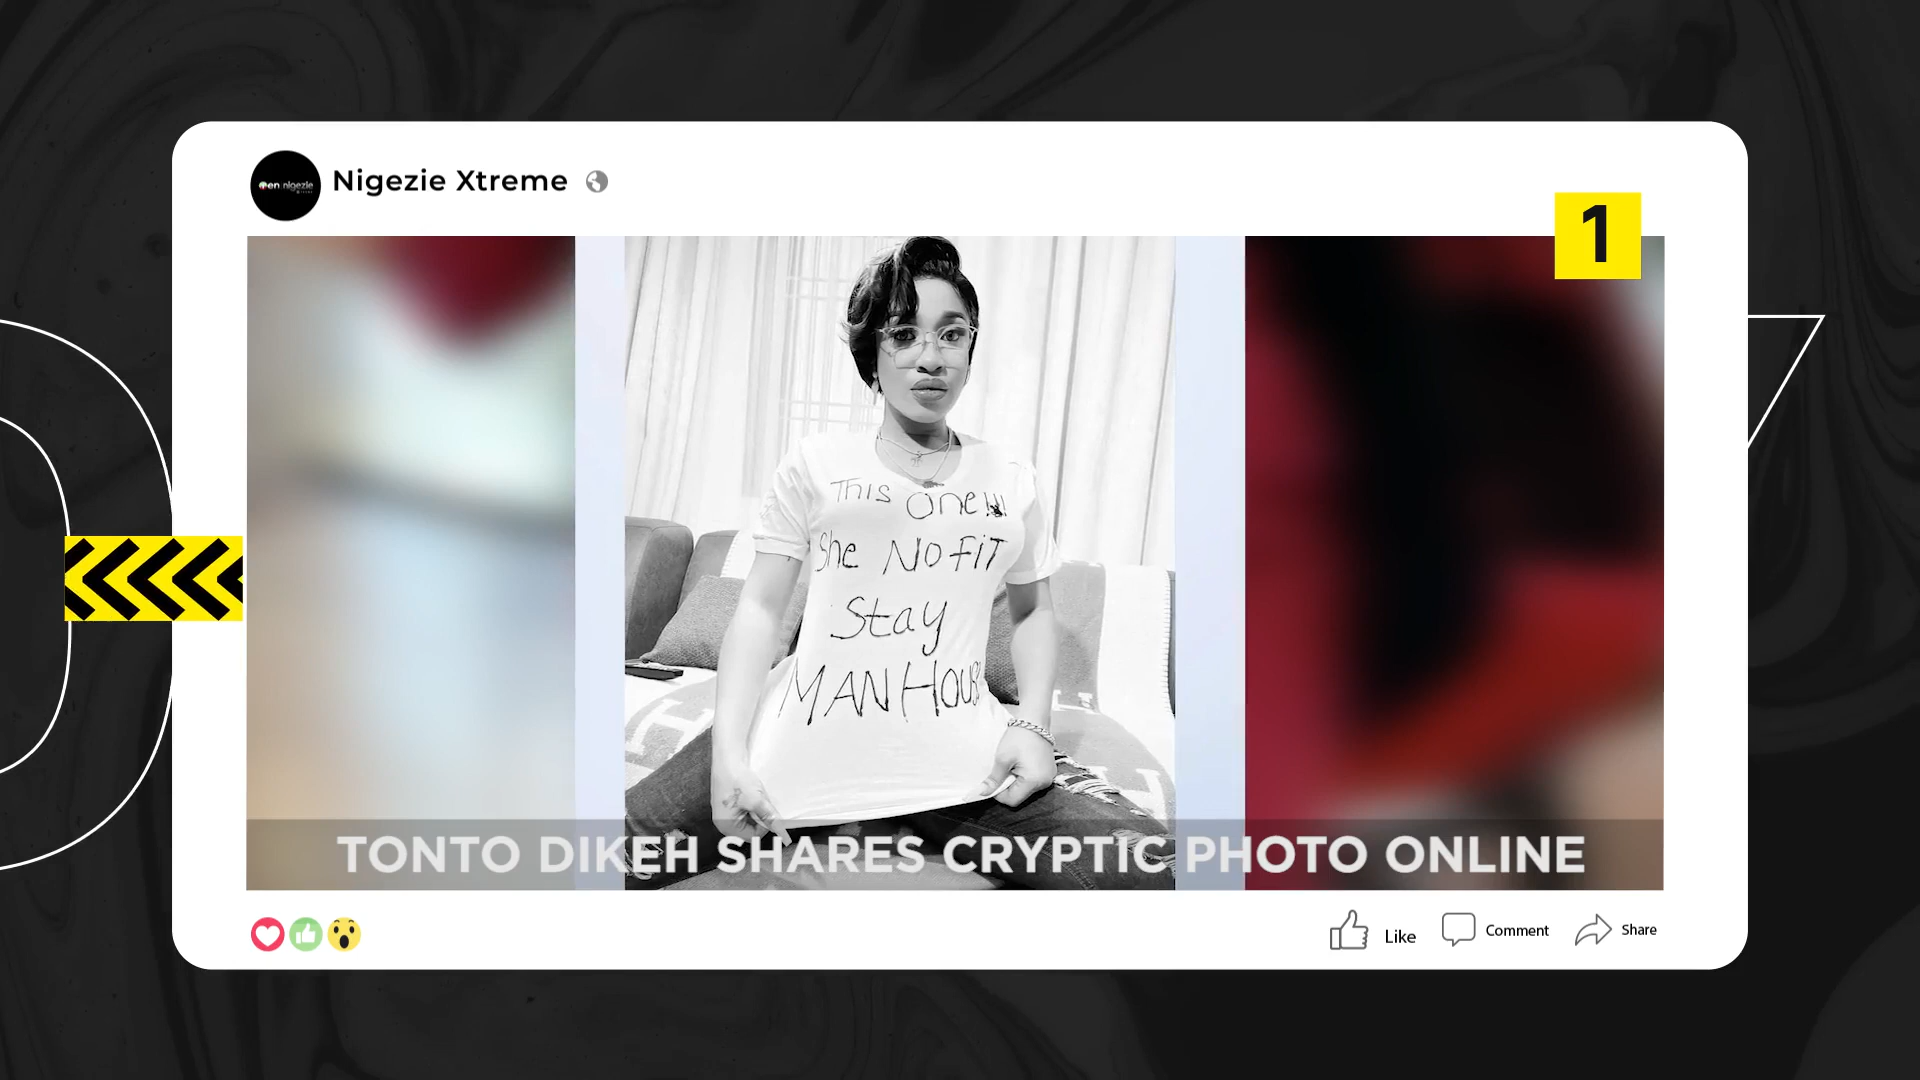 nigezie
Nigezie Xtreme
1
This One!!!
She No Fit
Stay
MAN House
TONTO DIKEH SHARES CRYPTIC PHOTO ONLINE
Like
Comment
Share